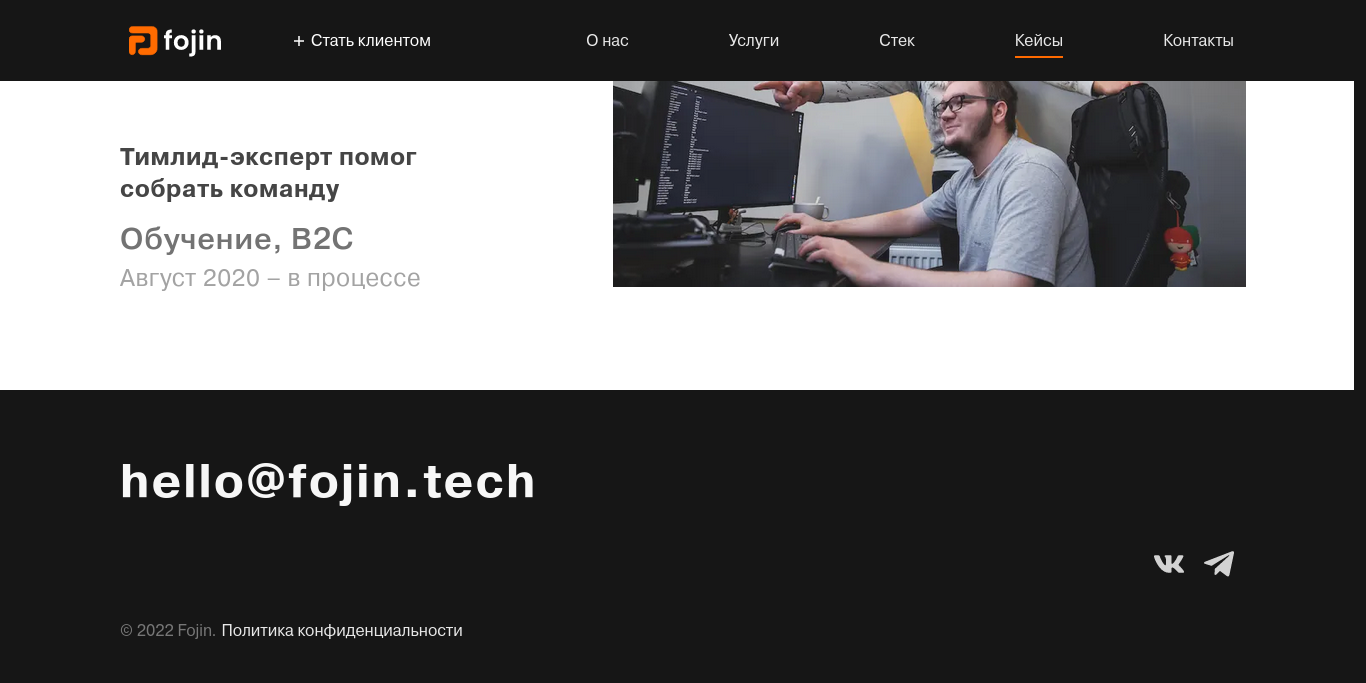 fojin
+ Стать клиентом
О нас
Услуги
Стек
Кейсы
Контакты
Тимлид-эксперт помог
собрать команду
Обучение, B2C
Август 2020 – в процессе
hello@fojin.tech
© 2022 Fojin. Политика конфиденциальности